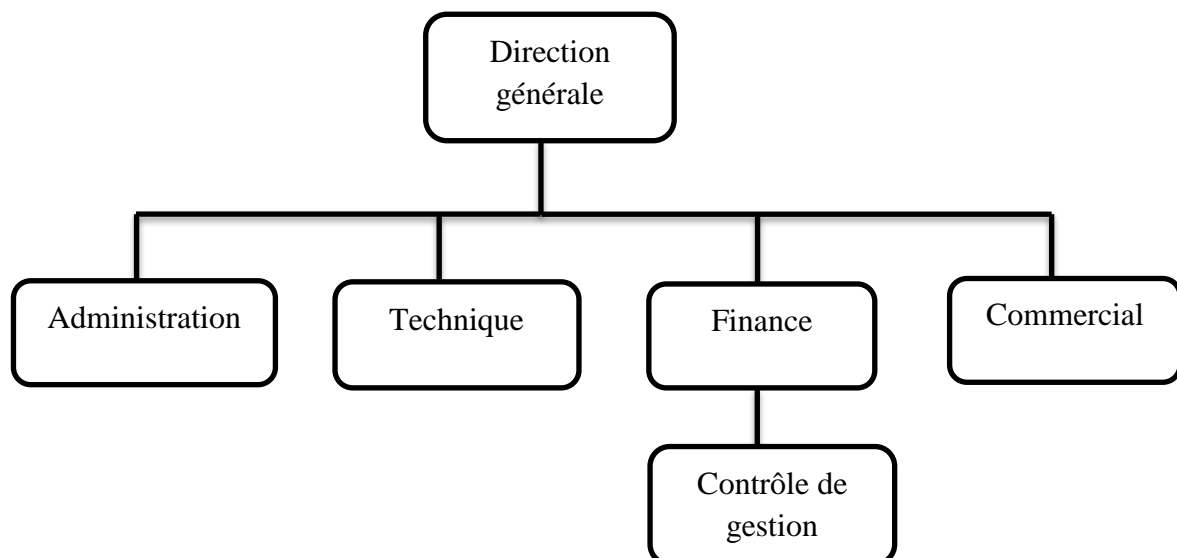 Direction
générale
Administration
Technique
Finance
Commercial
Contrôle de
gestion